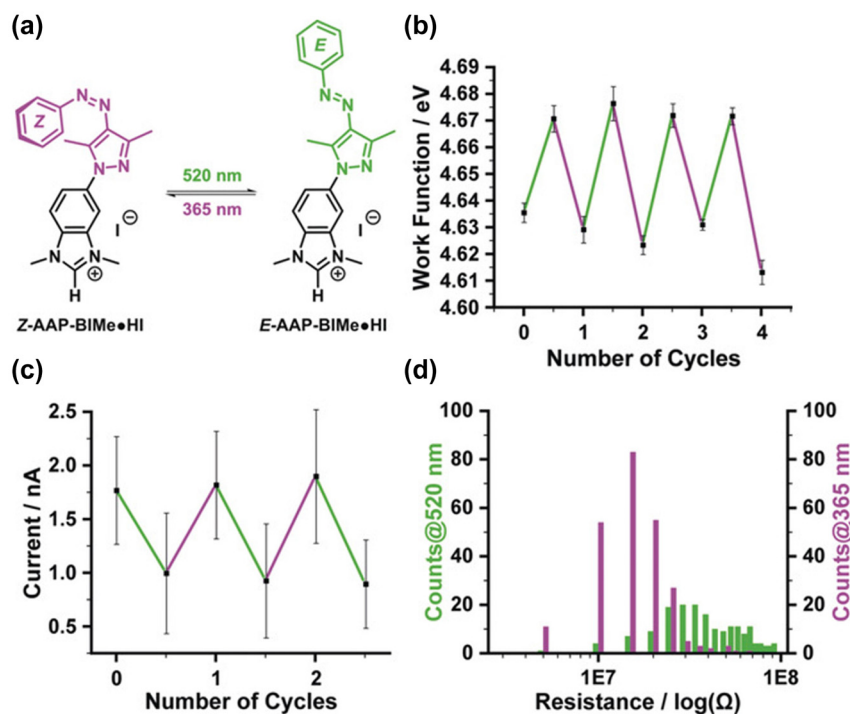 (a)
Z
N
N
N
N
520 nm
365 nm
I⊖
N
N
⊕
H
Z-AAP-BIMe●HI
E
N
N
N
N
I⊖
N
N
⊕
H
E-AAP-BIMe●HI
(b)
Work Function / eV
4.69
4.68
4.67
4.66
4.65
4.64
4.63
4.62
4.61
4.60
0 1 2 3 4
Number of Cycles
(c)
Current / nA
2.5
2.0
1.5
1.0
0.5
0 1 2
Number of Cycles
(d)
Counts@520 nm
100
80
60
40
20
0
100
80
60
40
20
0
Counts@365 nm
1E7 1E8
Resistance / log(Ω)